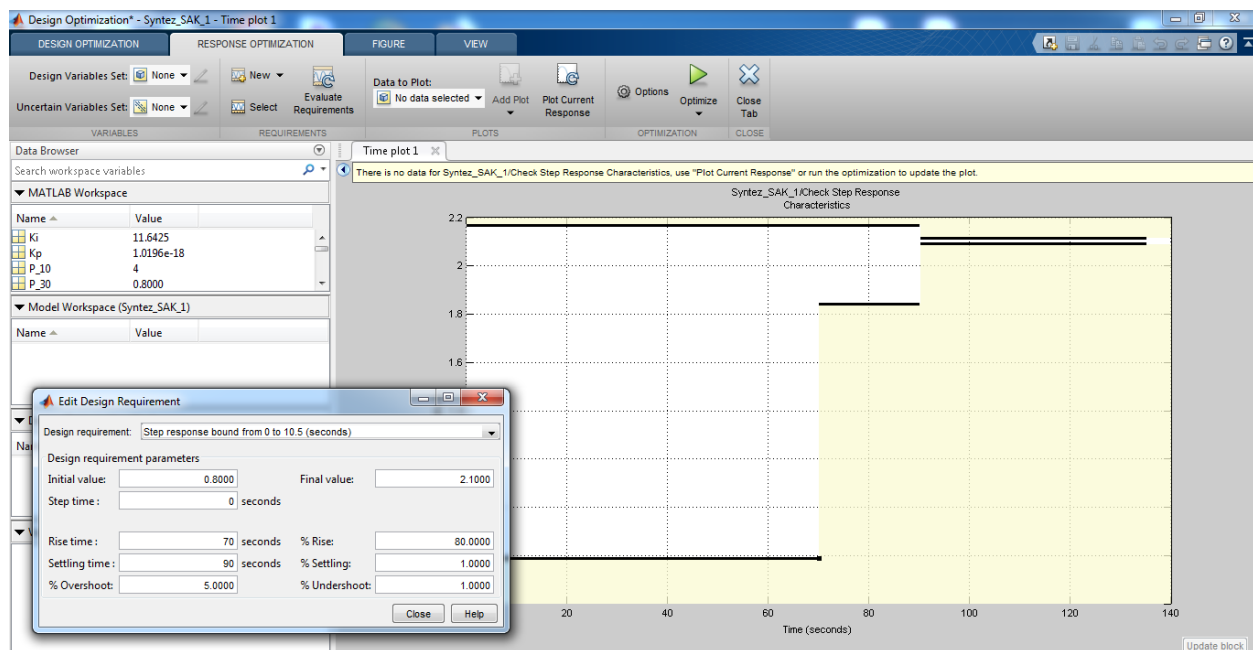 Design Optimization* - Syntez_SAK_1 - Time plot 1
DESIGN OPTIMIZATION RESPONSE OPTIMIZATION FIGURE VIEW
Design Variables Set: None New Data to Plot: Options
Uncertain Variables Set: None Select Evaluate Requirements No data selected Add Plot Plot Current Response Optimize Close Tab
VARIABLES REQUIREMENTS PLOTS OPTIMIZATION CLOSE
Data Browser
Search workspace variables
MATLAB Workspace
Name Value
Ki 11.6425
Kp 1.0196e-18
P_10 4
P_30 0.8000
Model Workspace (Syntez_SAK_1)
Name Value
Time plot 1
There is no data for Syntez_SAK_1/Check Step Response Characteristics, use "Plot Current Response" or run the optimization to update the plot.
Syntez_SAK_1/Check Step Response
Characteristics
2.2
2
1.8
1.6
20 40 60 80 100 120 140
Time (seconds)
Update block
Edit Design Requirement
Design requirement: Step response bound from 0 to 10.5 (seconds)
Design requirement parameters
Initial value: 0.8000 Final value: 2.1000
Step time : 0 seconds
Rise time : 70 seconds % Rise: 80.0000
Settling time : 90 seconds % Settling: 1.0000
% Overshoot: 5.0000 % Undershoot: 1.0000
Close Help